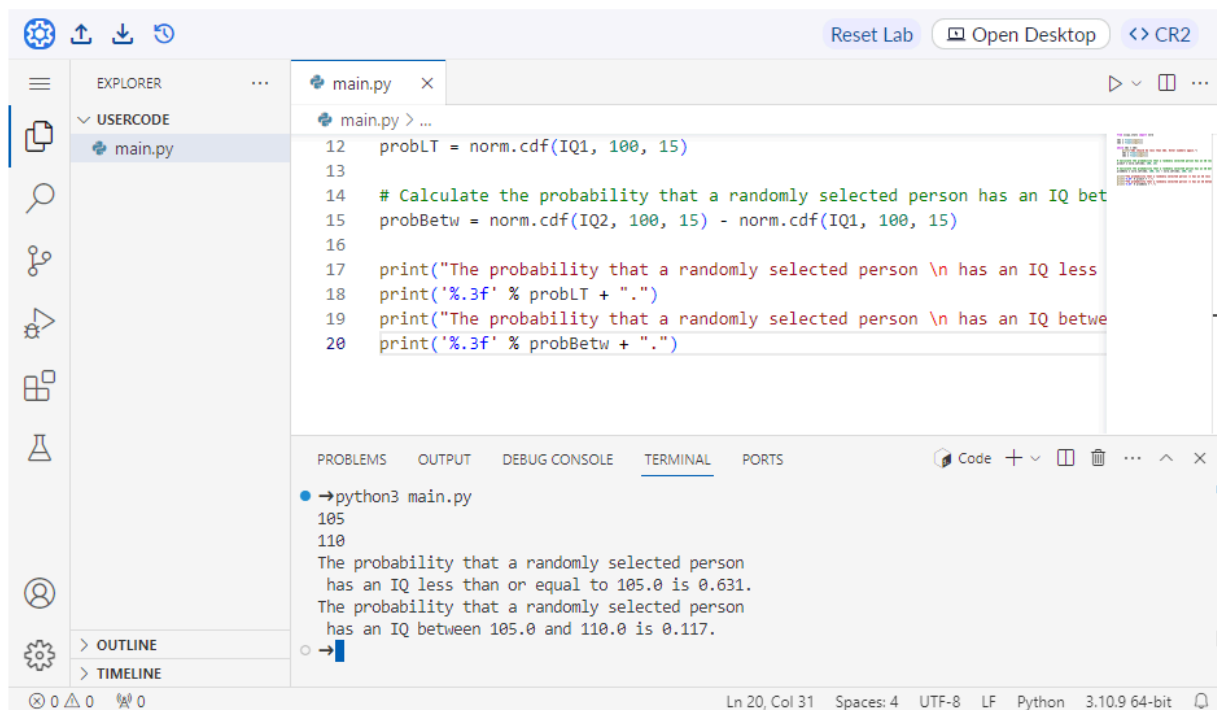 Reset Lab Open Desktop <> CR2
EXPLORER ... main.py ×
USERCODE main.py > ...
main.py
12 probLT = norm.cdf(IQ1, 100, 15)
13
14 # Calculate the probability that a randomly selected person has an IQ bet
15 probBetw = norm.cdf(IQ2, 100, 15) - norm.cdf(IQ1, 100, 15)
16
17 print("The probability that a randomly selected person \n has an IQ less
18 print('%.3f' % probLT + ".")
19 print("The probability that a randomly selected person \n has an IQ betwe
20 print('%.3f' % probBetw + ".")
PROBLEMS OUTPUT DEBUG CONSOLE TERMINAL PORTS Code
→python3 main.py
105
110
The probability that a randomly selected person
has an IQ less than or equal to 105.0 is 0.631.
The probability that a randomly selected person
has an IQ between 105.0 and 110.0 is 0.117.
→
OUTLINE
TIMELINE
0 0 0 Ln 20, Col 31 Spaces: 4 UTF-8 LF Python 3.10.9 64-bit